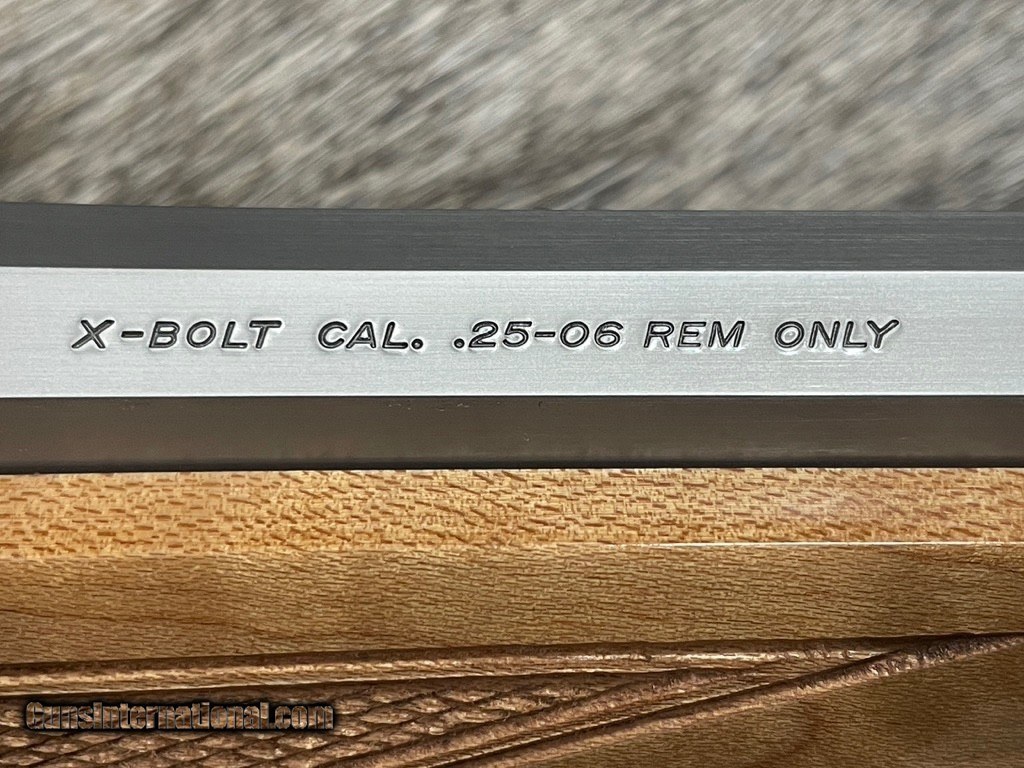 X-BOLT CAL. .25-06 REM ONLY
GunsInternational.com